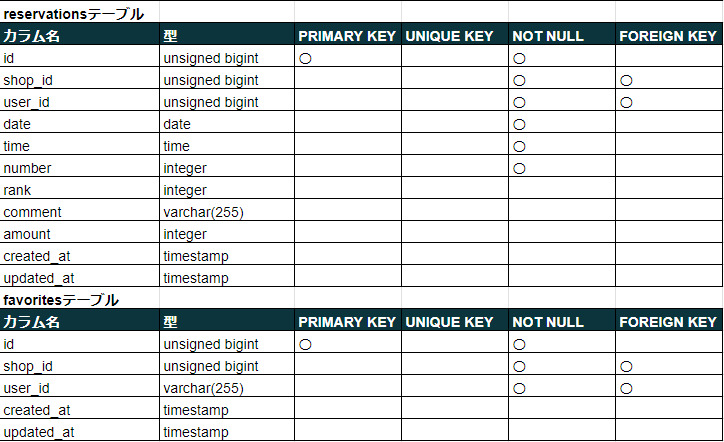 reservationsテーブル
カラム名 型 PRIMARY KEY UNIQUE KEY NOT NULL FOREIGN KEY
id unsigned bigint ○ ○
shop_id unsigned bigint ○ ○
user_id unsigned bigint ○ ○
date date ○
time time ○
number integer ○
rank integer
comment varchar(255)
amount integer
created_at timestamp
updated_at timestamp
favoritesテーブル
カラム名 型 PRIMARY KEY UNIQUE KEY NOT NULL FOREIGN KEY
id unsigned bigint ○ ○
shop_id unsigned bigint ○ ○
user_id varchar(255) ○ ○
created_at timestamp
updated_at timestamp